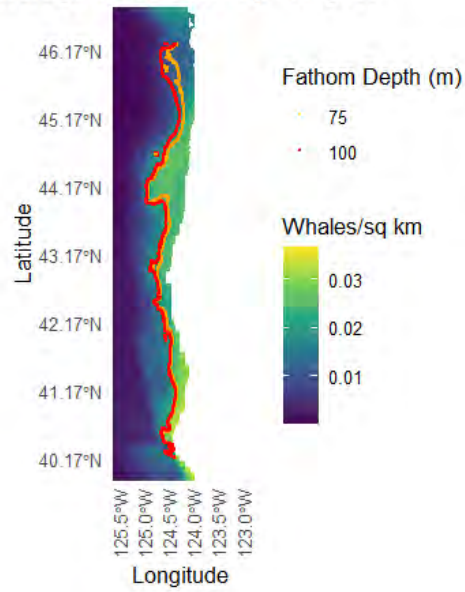 46.17°N
45.17°N
44.17°N
43.17°N
42.17°N
41.17°N
40.17°N
Latitude
125.5°W
125.0°W
124.5°W
124.0°W
123.5°W
123.0°W
Longitude
Fathom Depth (m)
75
100
Whales/sq km
0.03
0.02
0.01